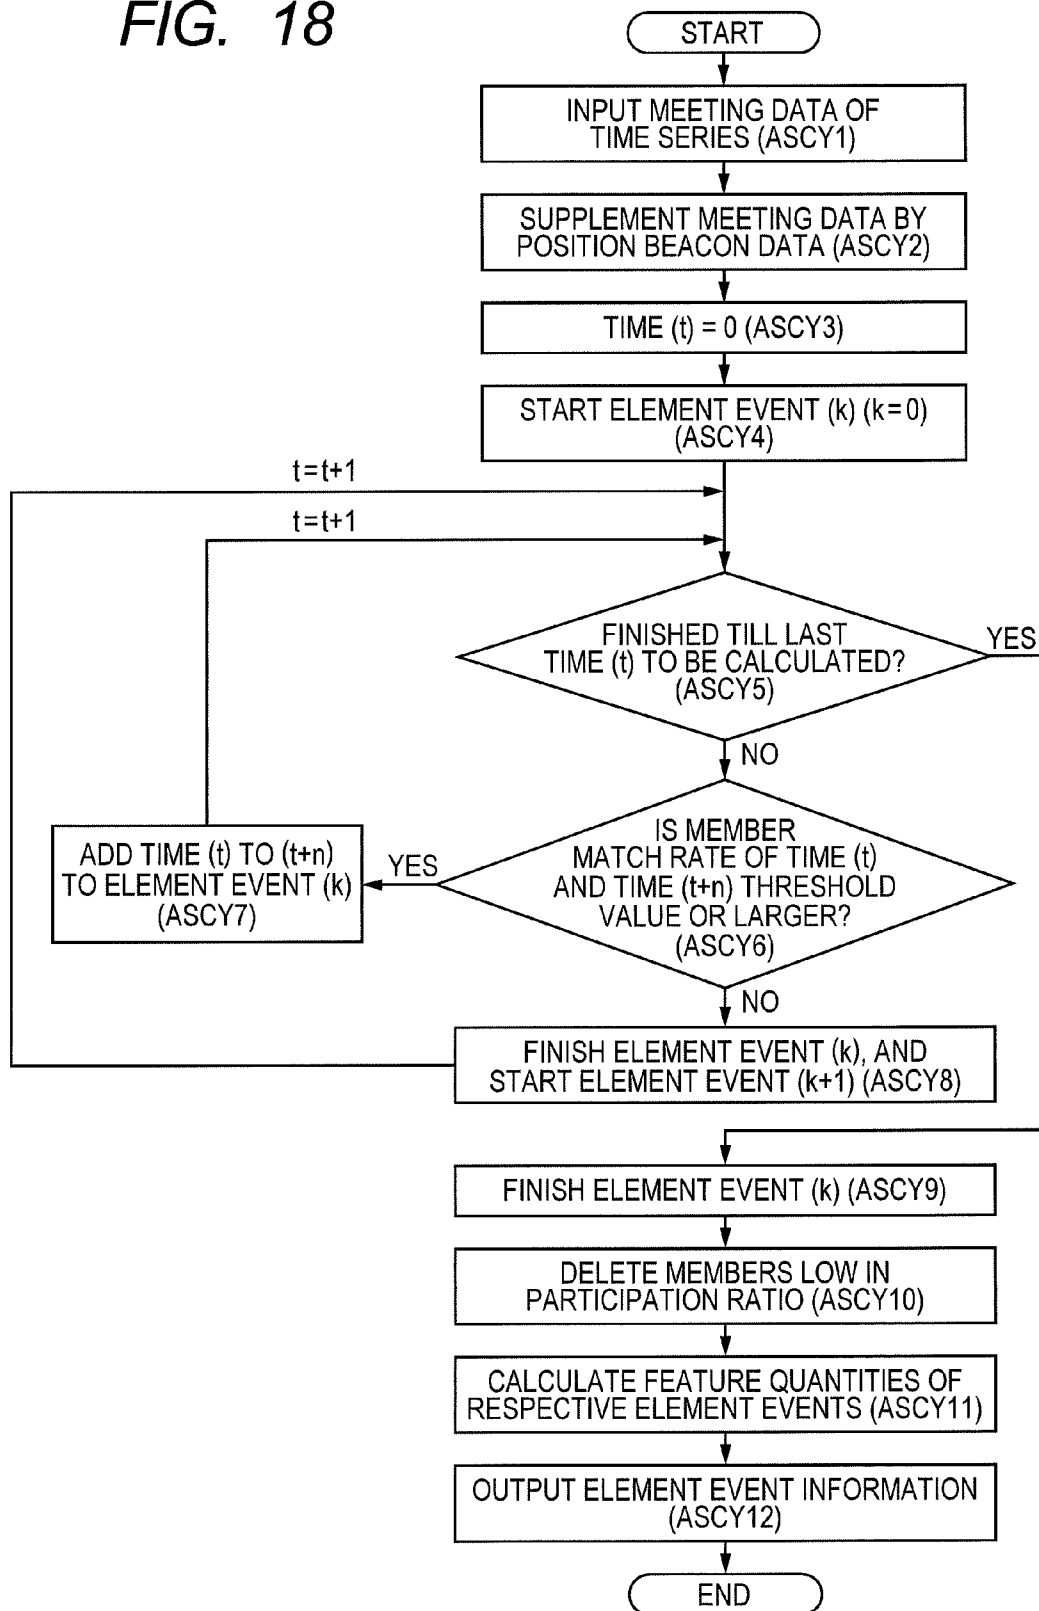 FIG. 18
START
INPUT MEETING DATA OF
TIME SERIES (ASCY1)
SUPPLEMENT MEETING DATA BY
POSITION BEACON DATA (ASCY2)
TIME (t) = 0 (ASCY3)
START ELEMENT EVENT (k) (k=0)
(ASCY4)
t=t+1
t=t+1
FINISHED TILL LAST
TIME (t) TO BE CALCULATED?
(ASCY5)
YES
NO
IS MEMBER
MATCH RATE OF TIME (t)
AND TIME (t+n) THRESHOLD
VALUE OR LARGER?
(ASCY6)
YES
ADD TIME (t) TO (t+n)
TO ELEMENT EVENT (k)
(ASCY7)
NO
FINISH ELEMENT EVENT (k), AND
START ELEMENT EVENT (k+1) (ASCY8)
FINISH ELEMENT EVENT (k) (ASCY9)
DELETE MEMBERS LOW IN
PARTICIPATION RATIO (ASCY10)
CALCULATE FEATURE QUANTITIES OF
RESPECTIVE ELEMENT EVENTS (ASCY11)
OUTPUT ELEMENT EVENT INFORMATION
(ASCY12)
END